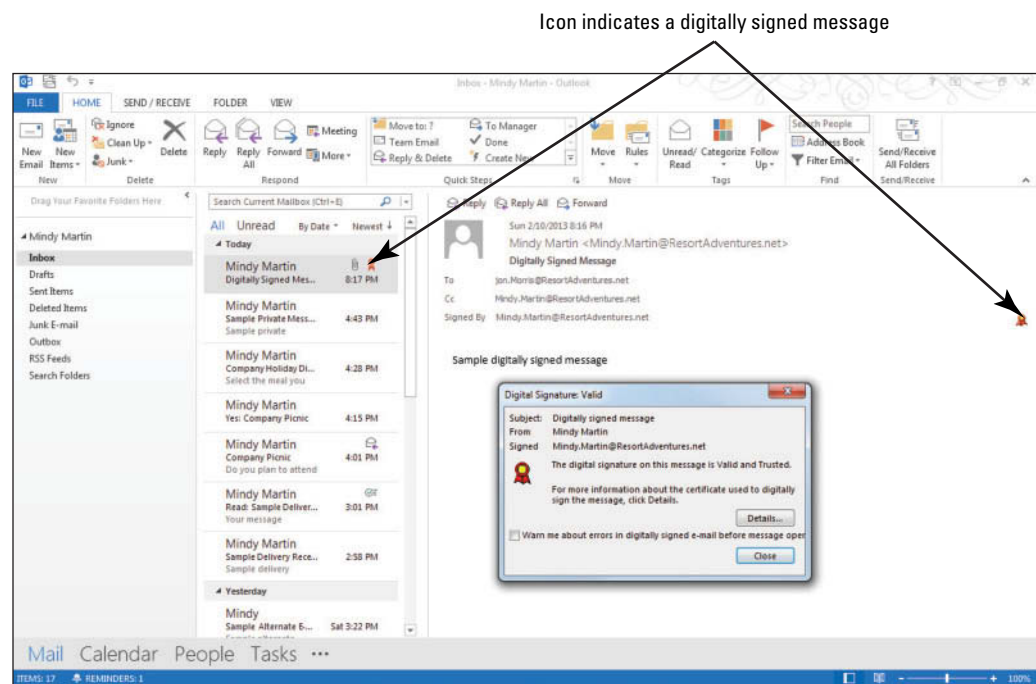 Icon indicates a digitally signed message
Inbox - Mindy Martin - Outlook
FILE HOME SEND / RECEIVE FOLDER VIEW
New Email
New Items
New
Ignore
Clean Up
Junk
Delete
Delete
Reply
Reply All
Forward
Meeting
More
Respond
Move to: ?
Team Email
Reply & Delete
To Manager
Done
Create New
Quick Steps
Move
Rules
Move
Unread/ Read
Categorize
Follow Up
Tags
Search People
Address Book
Filter Email
Find
Send/Receive All Folders
Send/Receive
Drag Your Favorite Folders Here
Mindy Martin
Inbox
Drafts
Sent Items
Deleted Items
Junk E-mail
Outbox
RSS Feeds
Search Folders
Search Current Mailbox (Ctrl+E)
All Unread By Date Newest
Today
Mindy Martin
Digitally Signed Mes... 8:17 PM
Mindy Martin
Sample Private Mess... 4:43 PM
Sample private
Mindy Martin
Company Holiday Di... 4:28 PM
Select the meal you
Mindy Martin
Yes: Company Picnic 4:15 PM
Mindy Martin
Company Picnic 4:01 PM
Do you plan to attend
Mindy Martin
Read: Sample Deliver... 3:01 PM
Your message
Mindy Martin
Sample Delivery Rece... 2:58 PM
Sample delivery
Yesterday
Mindy
Sample Alternate E-... Sat 3:22 PM
Sample alternate
Reply Reply All Forward
Sun 2/10/2013 8:16 PM
Mindy Martin <Mindy.Martin@ResortAdventures.net>
Digitally Signed Message
To Jon.Morris@ResortAdventures.net
Cc Mindy.Martin@ResortAdventures.net
Signed By Mindy.Martin@ResortAdventures.net
Sample digitally signed message
Digital Signature: Valid
Subject: Digitally signed message
From Mindy Martin
Signed Mindy.Martin@ResortAdventures.net
The digital signature on this message is Valid and Trusted.
For more information about the certificate used to digitally
sign the message, click Details.
Details...
Warn me about errors in digitally signed e-mail before message oper
Close
Mail Calendar People Tasks •••
ITEMS: 17 REMINDERS: 1 100%